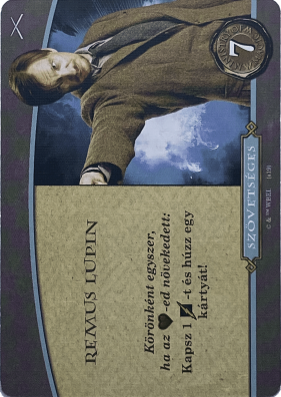 REMUS LUPIN
Körönként egyszer,
ha az -ed növekedett:
Kapsz 1 -t és húzz egy
kártyát!
SZÖVETSÉGES
7